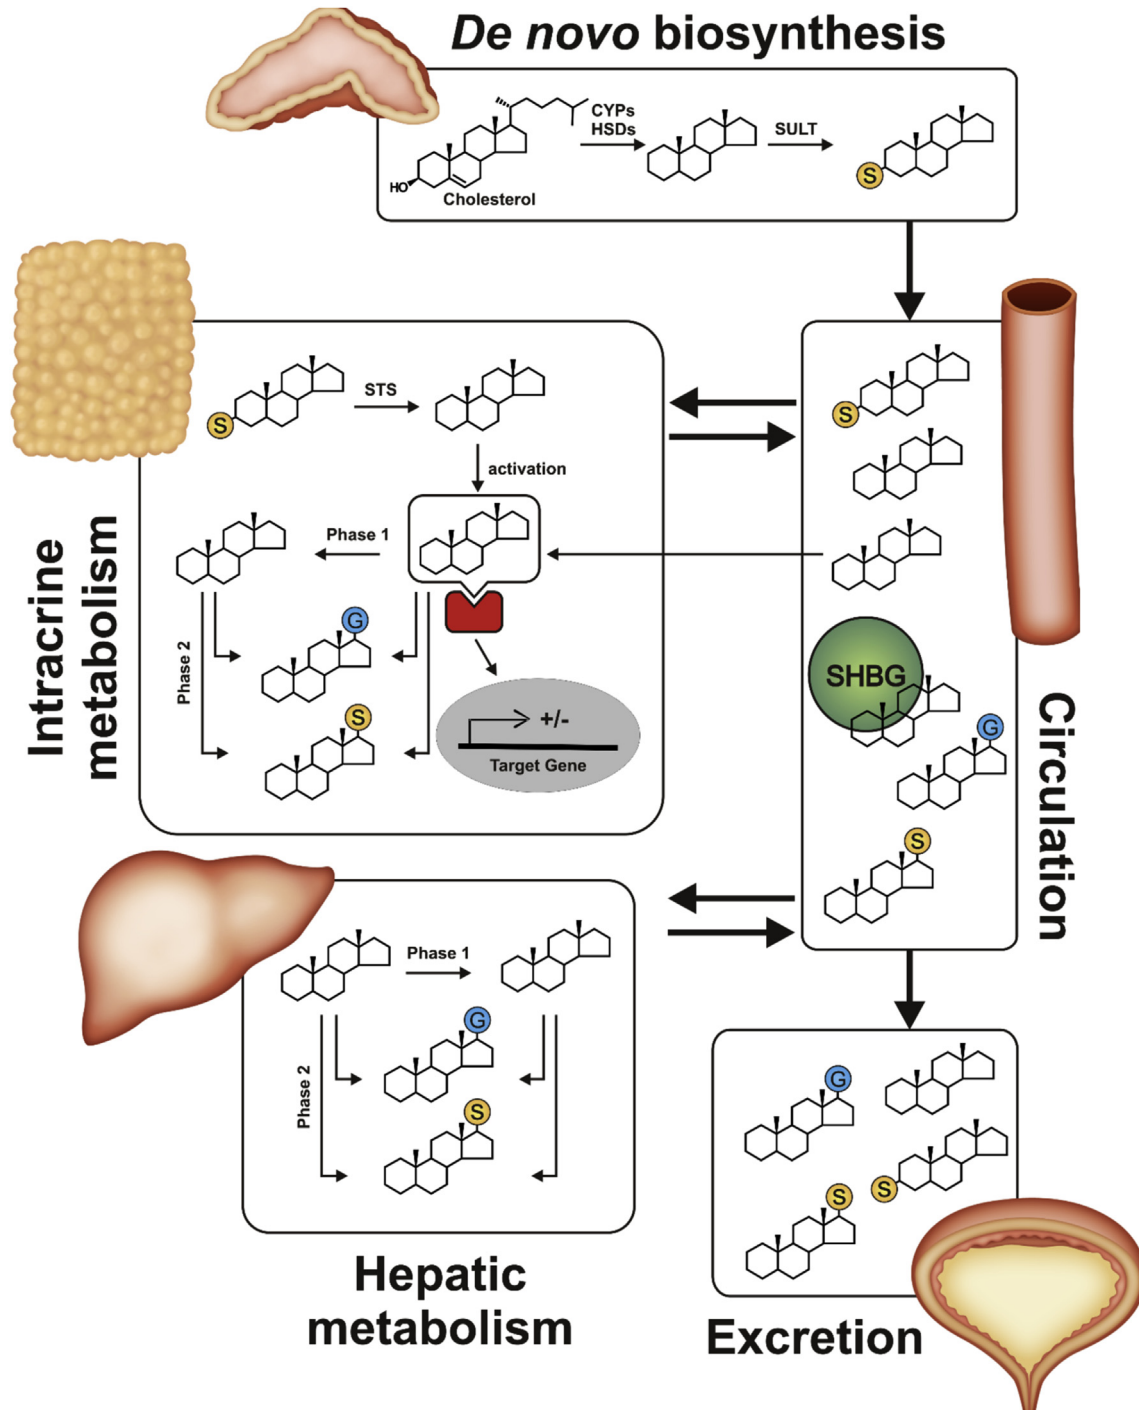 De novo biosynthesis
CYPs
HSDs
SULT
HO
Cholesterol
S
STS
S
activation
Phase 1
G
Phase 2
S
+/-
Target Gene
Intracrine
metabolism
S
SHBG
G
S
Circulation
Phase 1
G
Phase 2
S
Hepatic
metabolism
G
S
S
Excretion